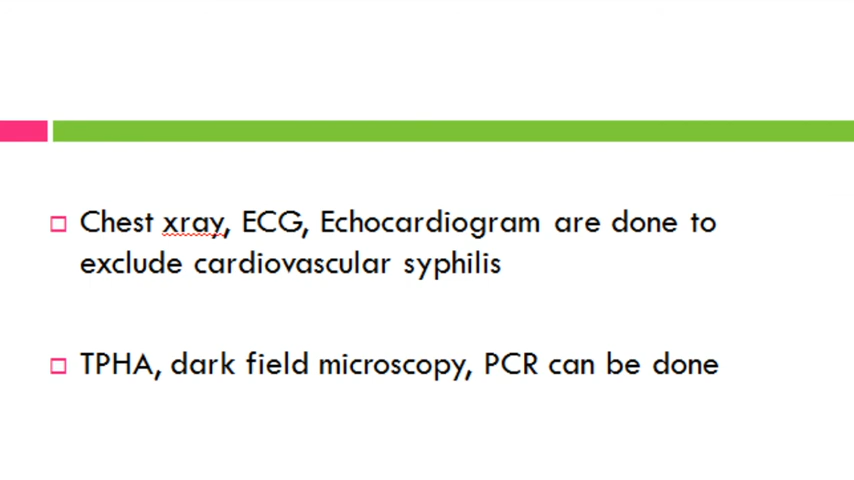 Chest xray, ECG, Echocardiogram are done to
exclude cardiovascular syphilis
TPHA, dark field microscopy, PCR can be done